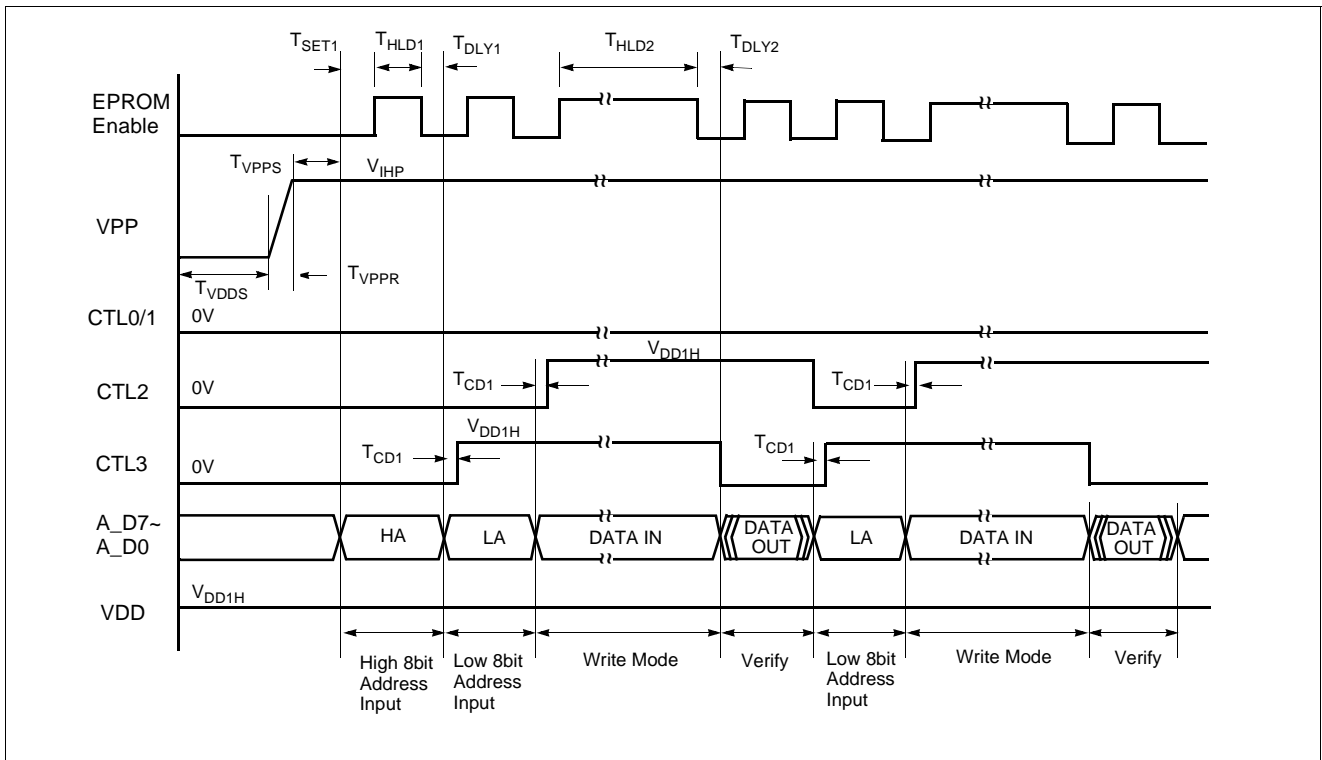 TSET1 THLD1 TDLY1 THLD2 TDLY2
EPROM
Enable
TVPPS VIHP
VPP
TVPPR
TVDDS
CTL0/1 0V
VDD1H
CTL2 0V TCD1 TCD1
VDD1H
CTL3 0V TCD1 TCD1
A_D7~
A_D0
HA LA DATA IN DATA
OUT LA DATA IN DATA
OUT
VDD1H
VDD
High 8bit
Address
Input
Low 8bit
Address
Input
Write Mode
Verify
Low 8bit
Address
Input
Write Mode
Verify